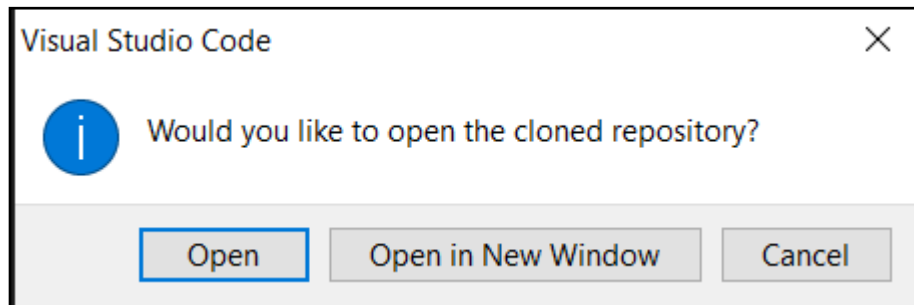 Visual Studio Code
Would you like to open the cloned repository?
Open Open in New Window Cancel